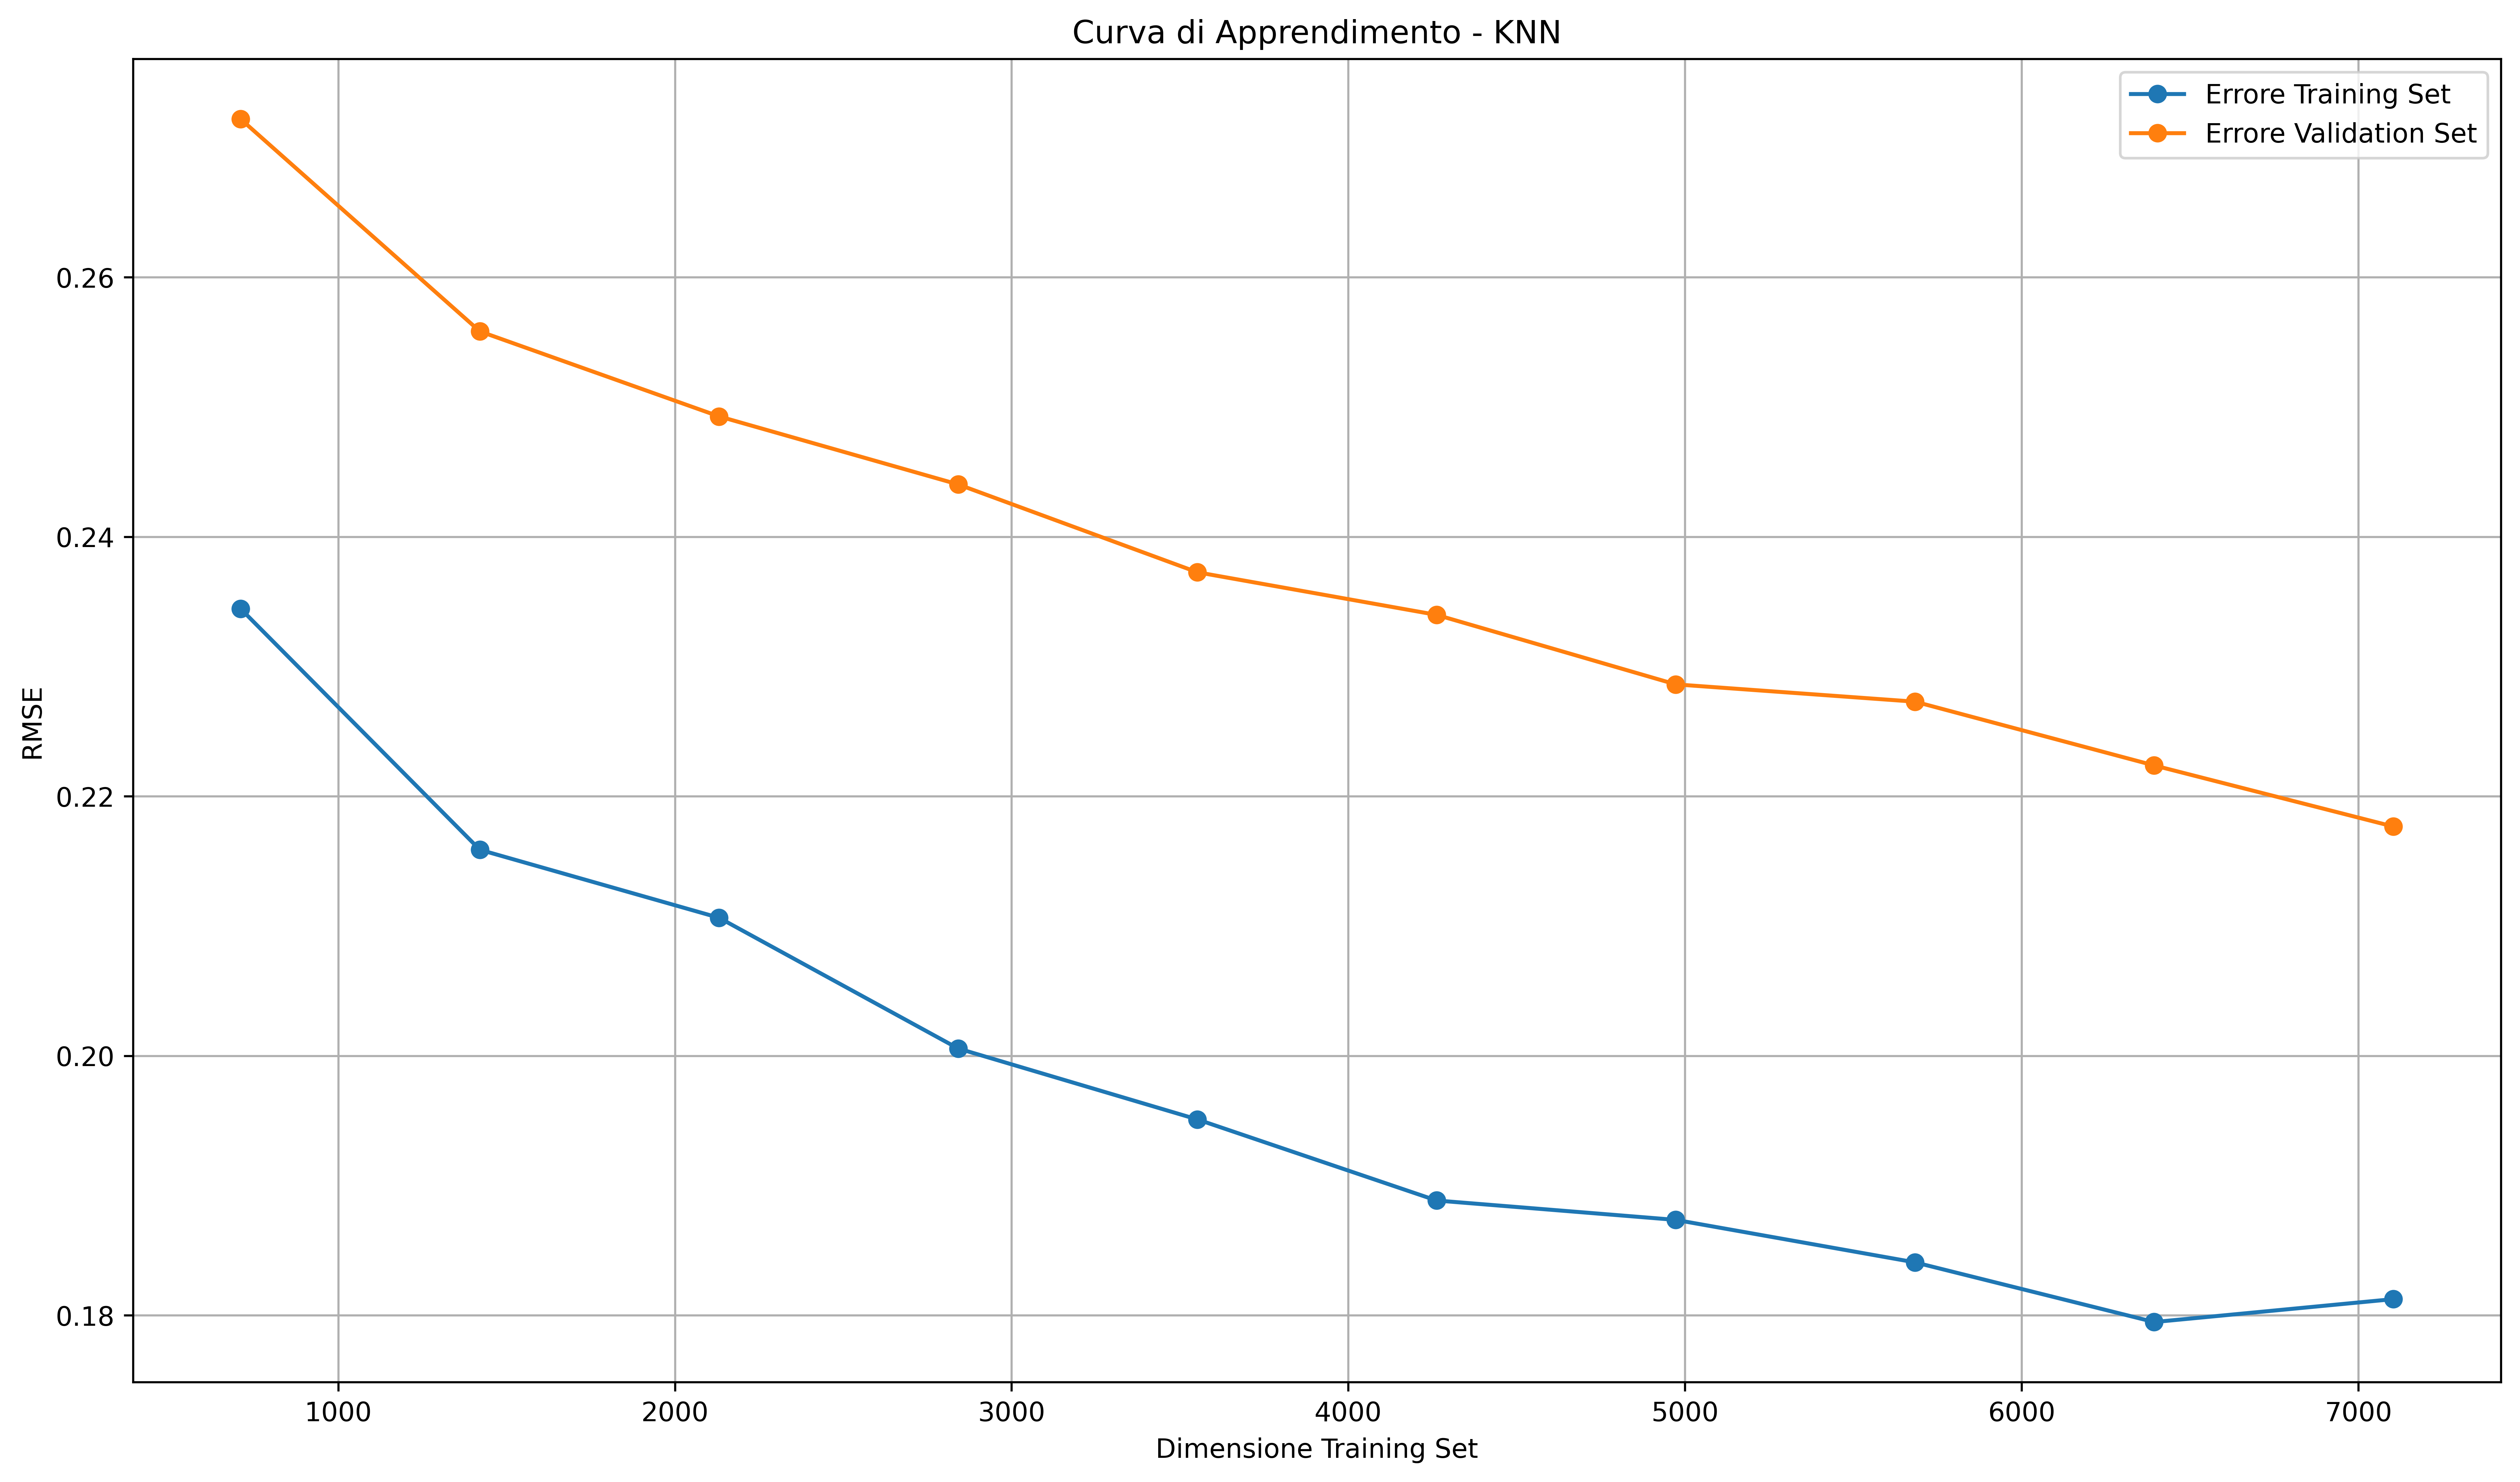 Curva di Apprendimento - KNN
Errore Training Set
Errore Validation Set
RMSE
0.26
0.24
0.22
0.20
0.18
1000 2000 3000 4000 5000 6000 7000
Dimensione Training Set